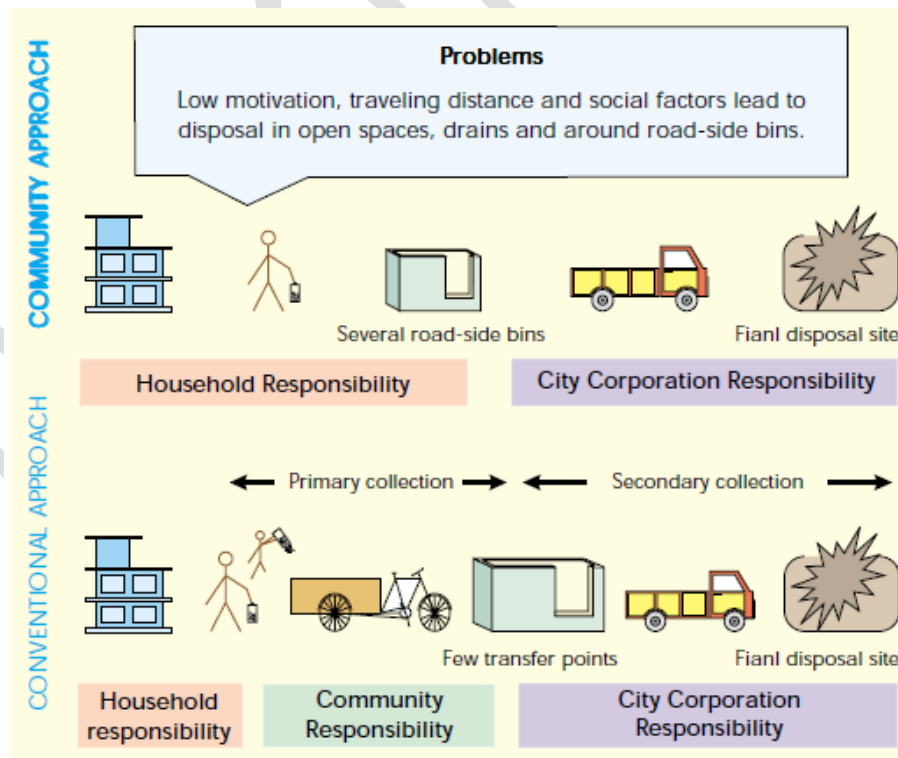 COMMUNITY APPROACH
Problems
Low motivation, traveling distance and social factors lead to
disposal in open spaces, drains and around road-side bins.
Several road-side bins
Fianl disposal site
Household Responsibility
City Corporation Responsibility
CONVENTIONAL APPROACH
Primary collection
Secondary collection
Few transfer points
Fianl disposal site
Household
responsibility
Community
Responsibility
City Corporation
Responsibility